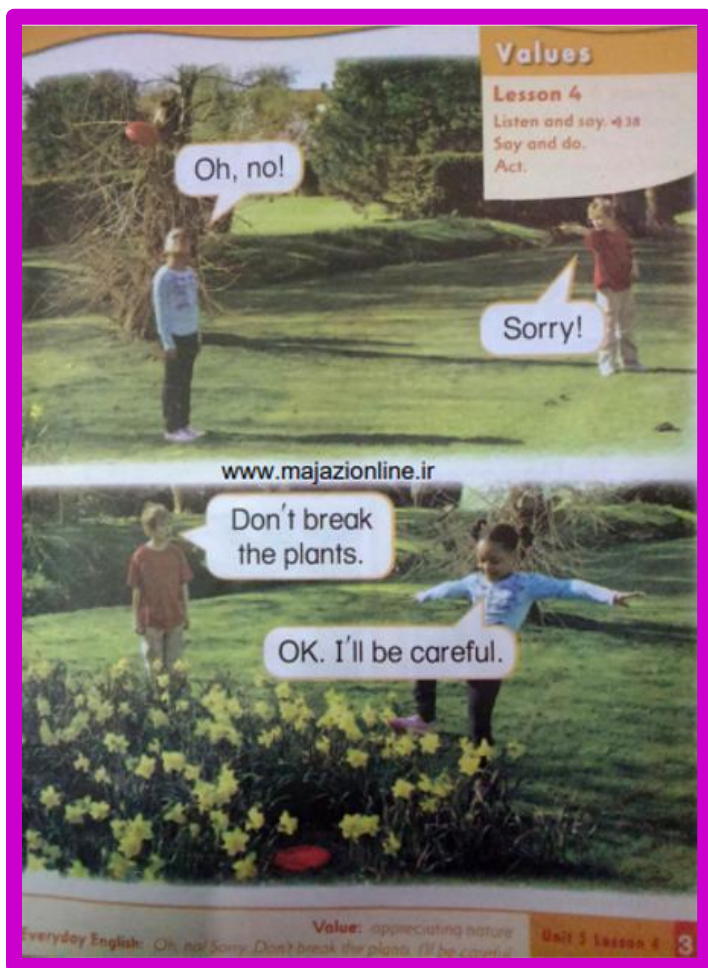 Values
Lesson 4
Listen and say. 38
Say and do.
Act.
Oh, no!
Sorry!
www.majazionline.ir
Don't break
the plants.
OK. I'll be careful.
Value: appreciating nature
Everyday English: Oh, no! Sorry. Don't break the plants. I'll be careful
Unit 5 Lesson 4 3